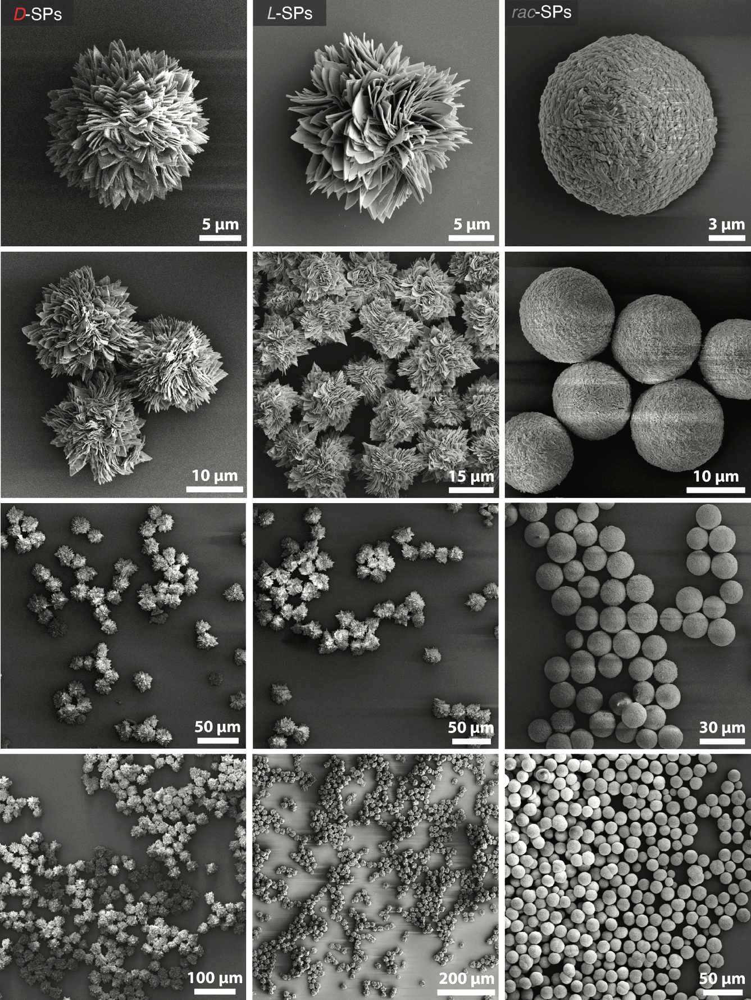 D-SPs
L-SPs
rac-SPs
5 µm
5 µm
3 µm
10 µm
15 µm
10 µm
50 µm
50 µm
30 µm
100 µm
200 µm
50 µm